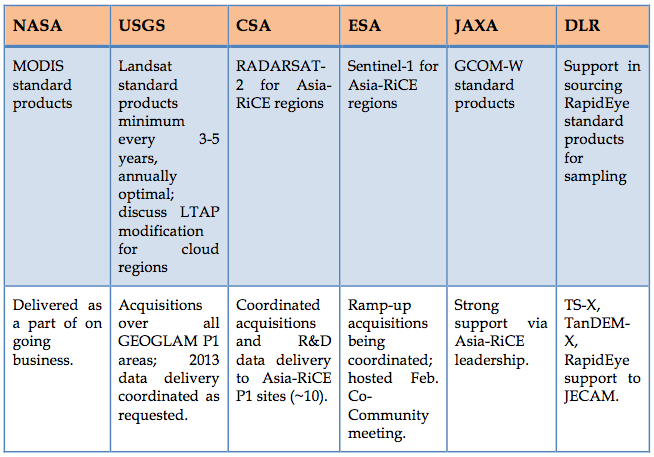 NASA
USGS
CSA
ESA
JAXA
DLR
MODIS
standard
products
Landsat
standard
products
minimum
every 3-5
years,
annually
optimal;
discuss LTAP
modification
for cloud
regions
RADARSAT-
2 for Asia-
RiCE regions
Sentinel-1 for
Asia-RiCE
regions
GCOM-W
standard
products
Support in
sourcing
RapidEye
standard
products
for
sampling
Delivered as
a part of on
going
business.
Acquisitions
over all
GEOGLAM P1
areas; 2013
data delivery
coordinated as
requested.
Coordinated
acquisitions
and R&D
data delivery
to Asia-RiCE
P1 sites (~10).
Ramp-up
acquisitions
being
coordinated;
hosted Feb.
Co-
Community
meeting.
Strong
support via
Asia-RiCE
leadership.
TS-X,
TanDEM-
X,
RapidEye
support to
JECAM.